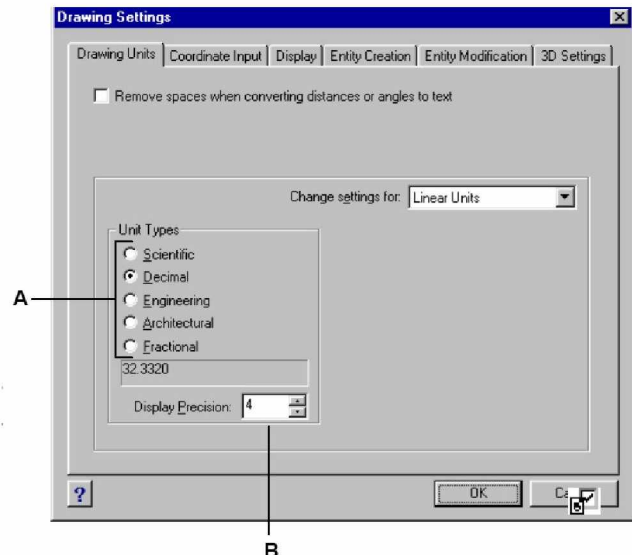 Drawing Settings
Drawing Units Coordinate Input Display Entity Creation Entity Modification 3D Settings
Remove spaces when converting distances or angles to text
Change settings for: Linear Units
Unit Types
Scientific
Decimal
A
Engineering
Architectural
Fractional
32.3320
Display Precision: 4
? OK
B